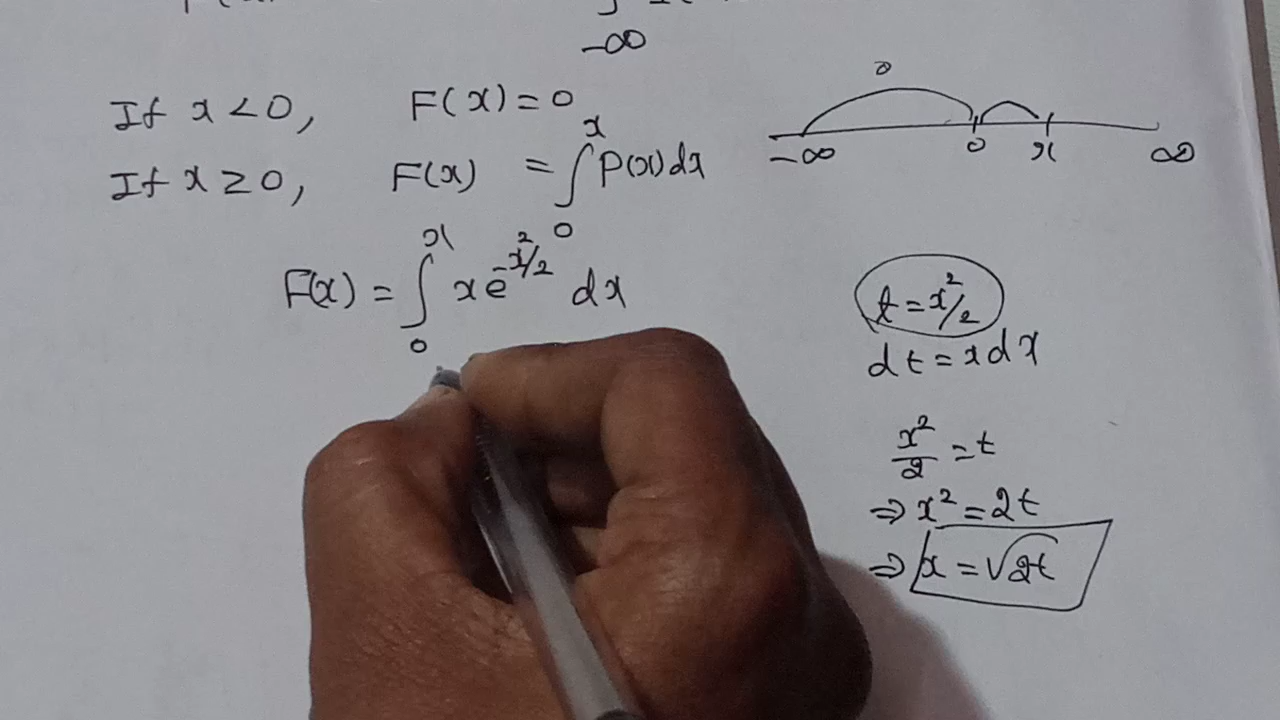 -∞
If x < 0, F(x) = 0
If x ≥ 0, F(x) = ∫₀ˣ P(x) dx
0
-∞ 0 x ∞
F(x) = ∫₀ˣ x e^{-x²/2} dx
t = x²/2
dt = x dx
x²/2 = t
⇒ x² = 2t
⇒ x = √2t